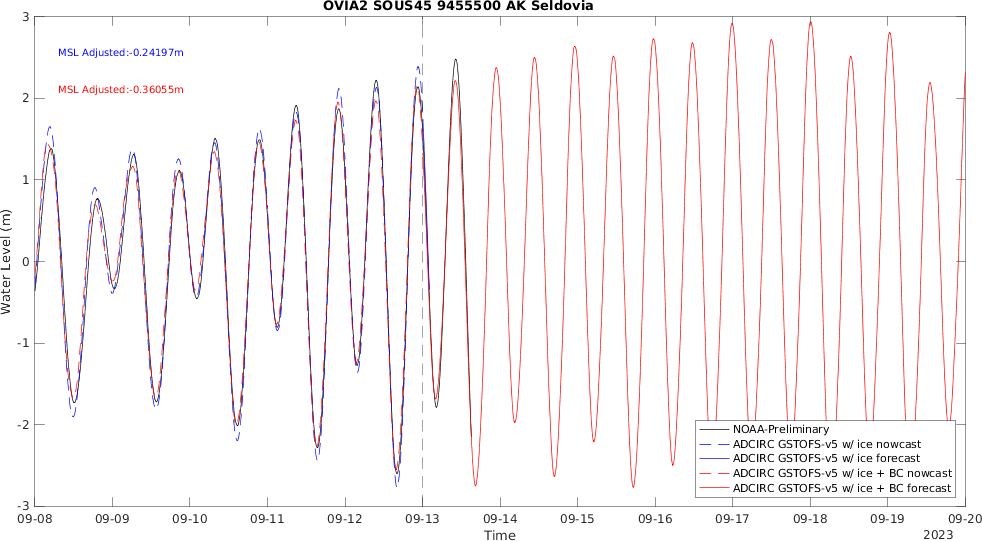 OVIA2 SOUS45 9455500 AK Seldovia
MSL Adjusted:-0.24197m
MSL Adjusted:-0.36055m
Water Level (m)
3
2
1
0
-1
-2
-3
NOAA-Preliminary
ADCIRC GSTOFS-v5 w/ ice nowcast
ADCIRC GSTOFS-v5 w/ ice forecast
ADCIRC GSTOFS-v5 w/ ice + BC nowcast
ADCIRC GSTOFS-v5 w/ ice + BC forecast
09-08 09-09 09-10 09-11 09-12 09-13 09-14 09-15 09-16 09-17 09-18 09-19 09-20
Time
2023